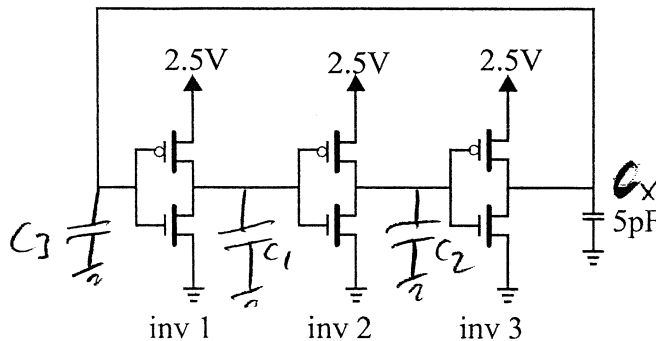 2.5V 2.5V 2.5V
Cx
C3 C1 C2 5pF
inv 1 inv 2 inv 3